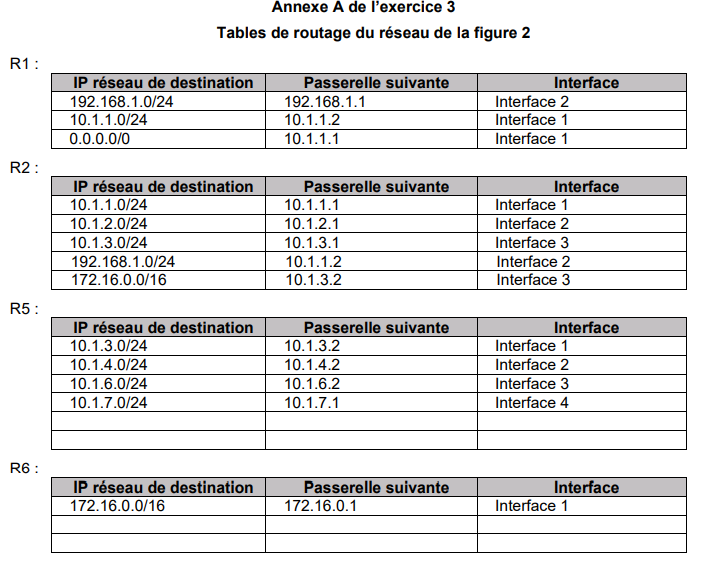 Annexe A de l'exercice 3
Tables de routage du réseau de la figure 2
R1 :
IP réseau de destination Passerelle suivante Interface
192.168.1.0/24 192.168.1.1 Interface 2
10.1.1.0/24 10.1.1.2 Interface 1
0.0.0.0/0 10.1.1.1 Interface 1
R2 :
IP réseau de destination Passerelle suivante Interface
10.1.1.0/24 10.1.1.1 Interface 1
10.1.2.0/24 10.1.2.1 Interface 2
10.1.3.0/24 10.1.3.1 Interface 3
192.168.1.0/24 10.1.1.2 Interface 2
172.16.0.0/16 10.1.3.2 Interface 3
R5 :
IP réseau de destination Passerelle suivante Interface
10.1.3.0/24 10.1.3.2 Interface 1
10.1.4.0/24 10.1.4.2 Interface 2
10.1.6.0/24 10.1.6.2 Interface 3
10.1.7.0/24 10.1.7.1 Interface 4
R6 :
IP réseau de destination Passerelle suivante Interface
172.16.0.0/16 172.16.0.1 Interface 1